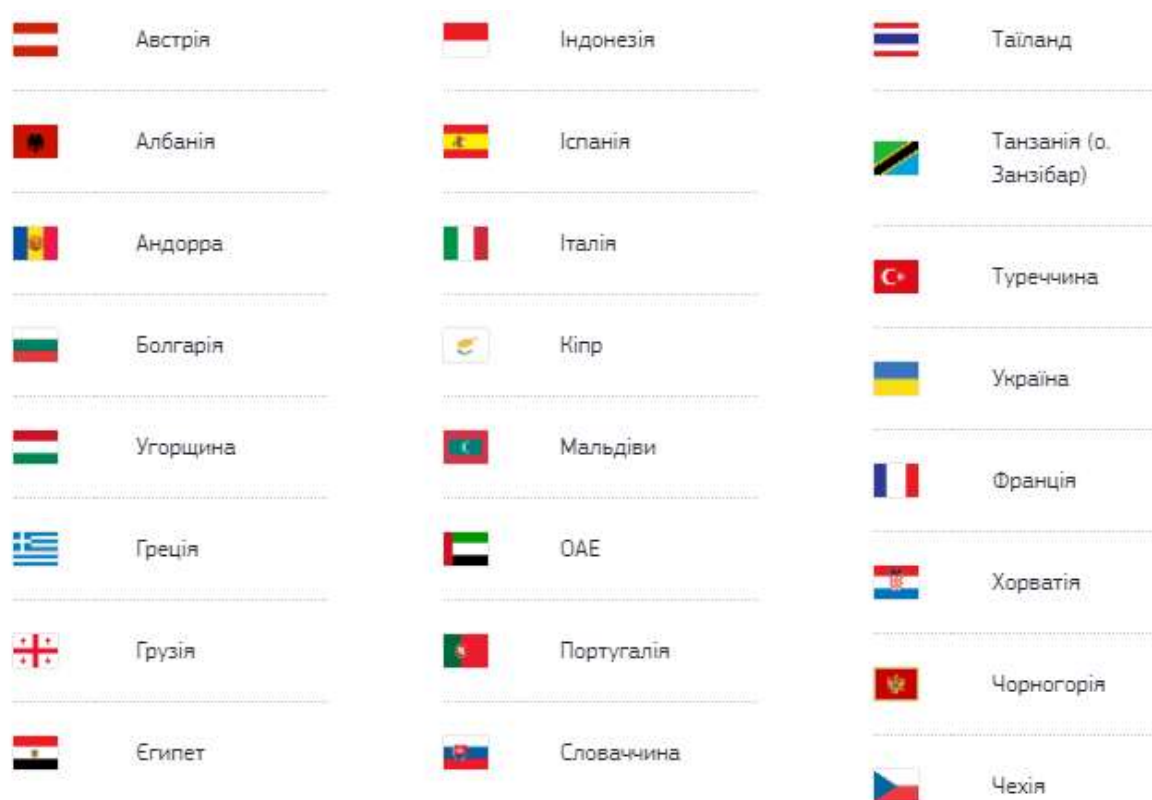 Австрія
Албанія
Андорра
Болгарія
Угорщина
Греція
Грузія
Єгипет
Індонезія
Іспанія
Італія
Кіпр
Мальдіви
ОАЕ
Португалія
Словаччина
Таїланд
Танзанія (о.
Занзібар)
Туреччина
Україна
Франція
Хорватія
Чорногорія
Чехія